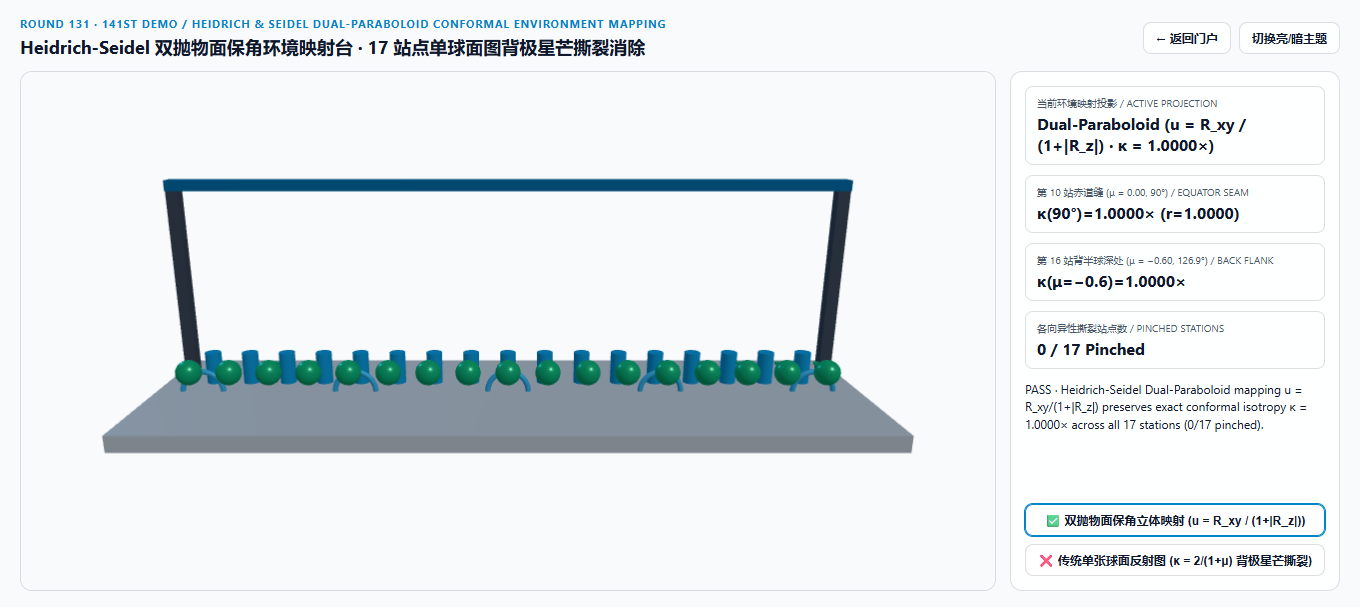 ROUND 131 · 141ST DEMO / HEIDRICH & SEIDEL DUAL-PARABOLOID CONFORMAL ENVIRONMENT MAPPING
Heidrich-Seidel 双抛物面保角环境映射台 · 17 站点单球面图背极星芒撕裂消除
← 返回门户
切换亮/暗主题
当前环境映射投影 / ACTIVE PROJECTION
Dual-Paraboloid (u = R_xy /
(1+|R_z|) · κ = 1.0000×)
第 10 站赤道缝 (μ = 0.00, 90°) / EQUATOR SEAM
κ(90°)=1.0000× (r=1.0000)
第 16 站背半球深处 (μ = −0.60, 126.9°) / BACK FLANK
κ(μ=−0.6)=1.0000×
各向异性撕裂站点数 / PINCHED STATIONS
0 / 17 Pinched
PASS · Heidrich-Seidel Dual-Paraboloid mapping u =
R_xy/(1+|R_z|) preserves exact conformal isotropy κ =
1.0000× across all 17 stations (0/17 pinched).
✅ 双抛物面保角立体映射 (u = R_xy / (1+|R_z|))
❌ 传统单张球面反射图 (κ = 2/(1+μ) 背极星芒撕裂)